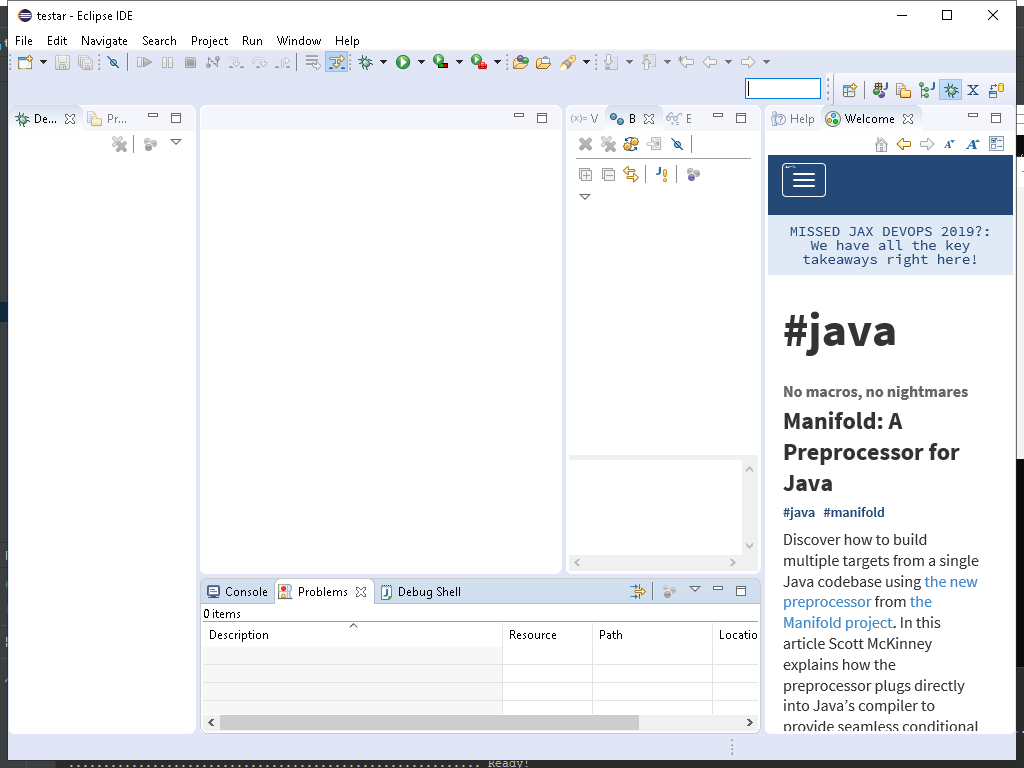 testar - Eclipse IDE
File Edit Navigate Search Project Run Window Help
De... Pr... (x)= V B E Help Welcome
MISSED JAX DEVOPS 2019?:
We have all the key
takeaways right here!
#java
No macros, no nightmares
Manifold: A
Preprocessor for
Java
#java #manifold
Discover how to build
multiple targets from a single
Java codebase using the new
preprocessor from the
Manifold project. In this
article Scott McKinney
explains how the
preprocessor plugs directly
into Java's compiler to
provide seamless conditional
Console Problems Debug Shell
0 items
Description Resource Path Locatio
Ready!